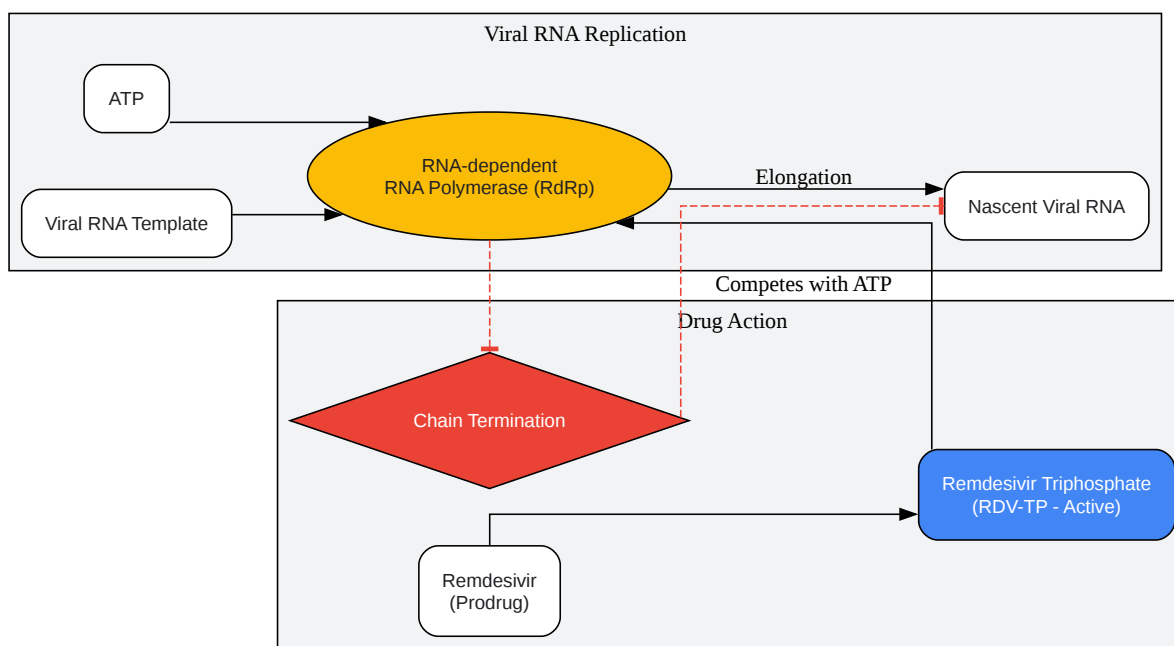 Viral RNA Replication
ATP
RNA-dependent
RNA Polymerase (RdRp)
Elongation
Viral RNA Template
Nascent Viral RNA
Competes with ATP
Drug Action
Chain Termination
Remdesivir Triphosphate
(RDV-TP - Active)
Remdesivir
(Prodrug)